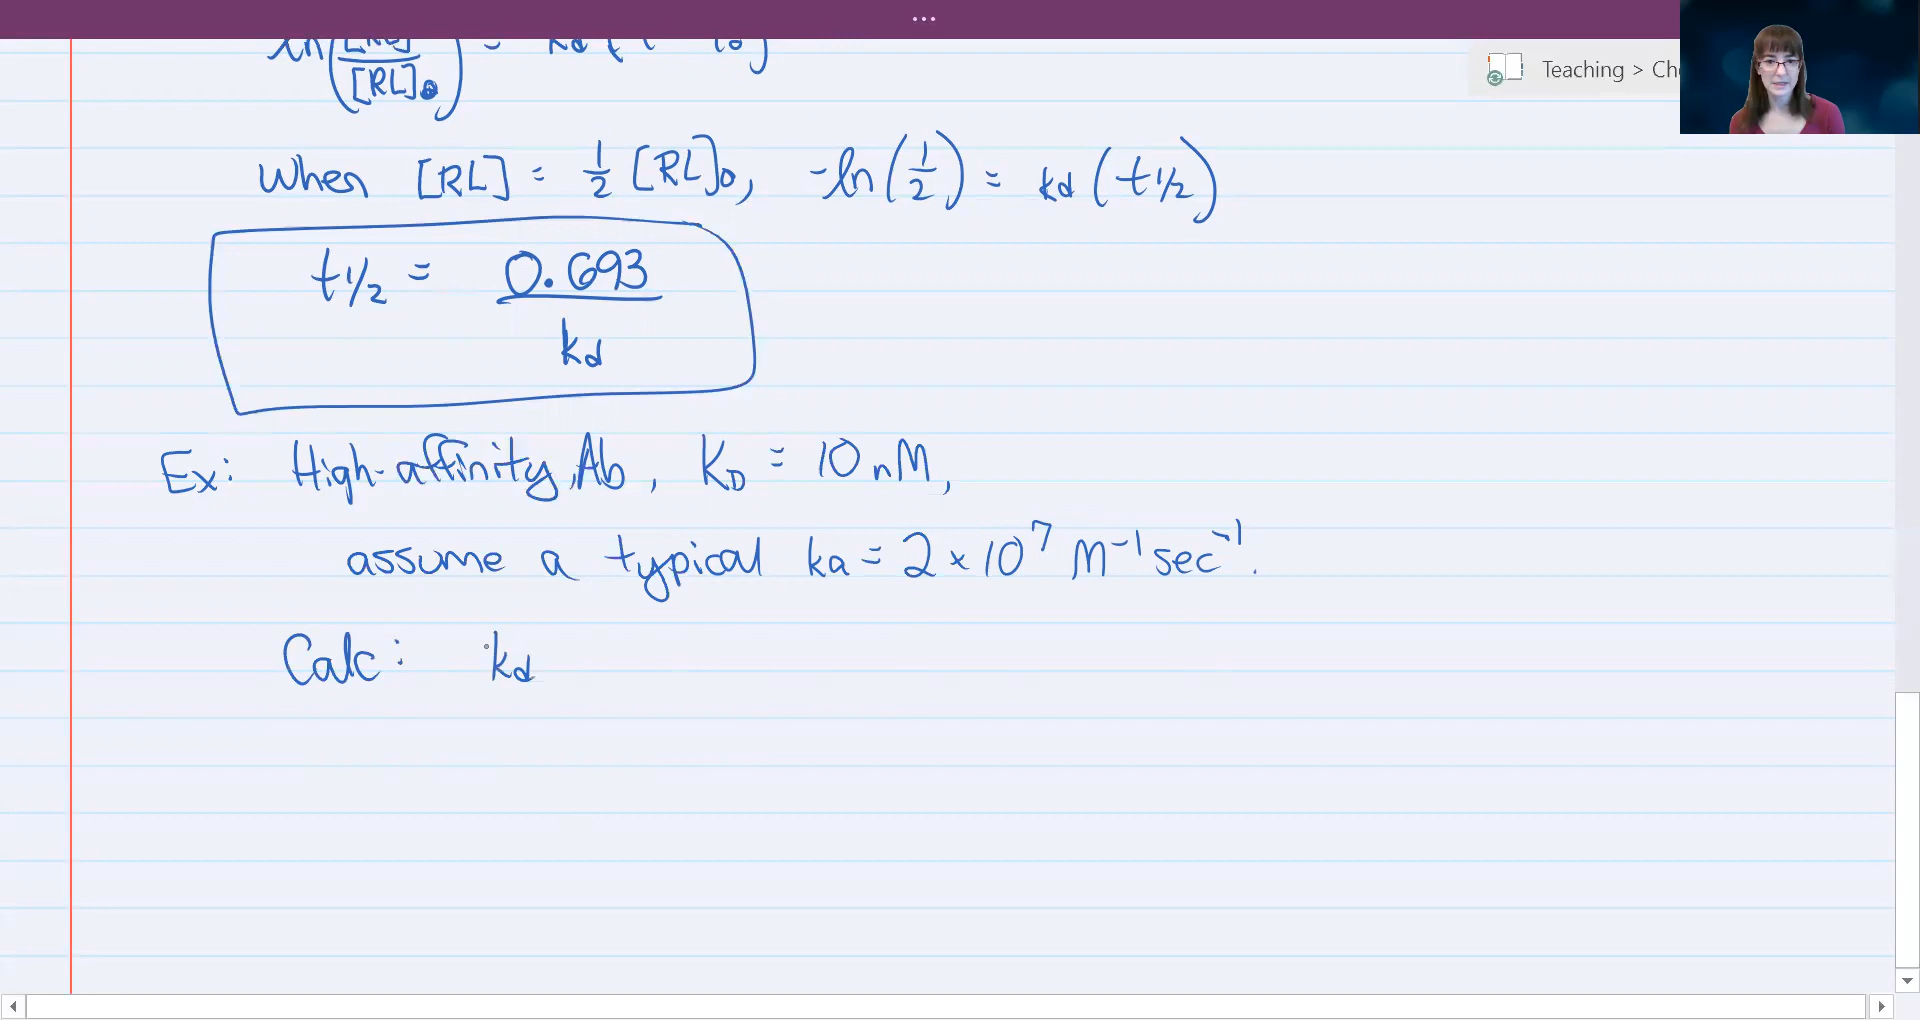 ...
Teaching > Ch
ln([RL]/[RL]₀) =
When [RL] = 1/2 [RL]₀, -ln(1/2) = kd (t1/2)
t1/2 = 0.693/kd
Ex: High-affinity Ab, KD = 10 nM,
assume a typical ka = 2 × 10⁷ M⁻¹ sec⁻¹.
Calc: kd